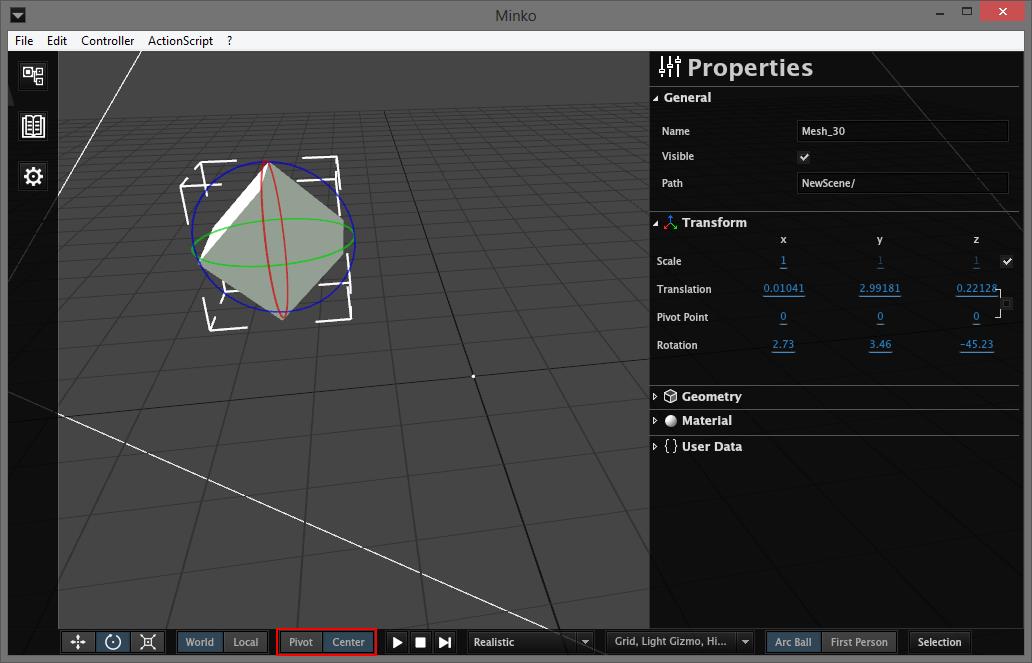 Minko
File Edit Controller ActionScript ?
Properties
General
Name Mesh_30
Visible
Path NewScene/
Transform
x y z
Scale 1 1 1
Translation 0.01041 2.99181 0.22128
Pivot Point 0 0 0
Rotation 2.73 3.46 -45.23
Geometry
Material
{} User Data
World Local Pivot Center Realistic Grid, Light Gizmo, Hi... Arc Ball First Person Selection